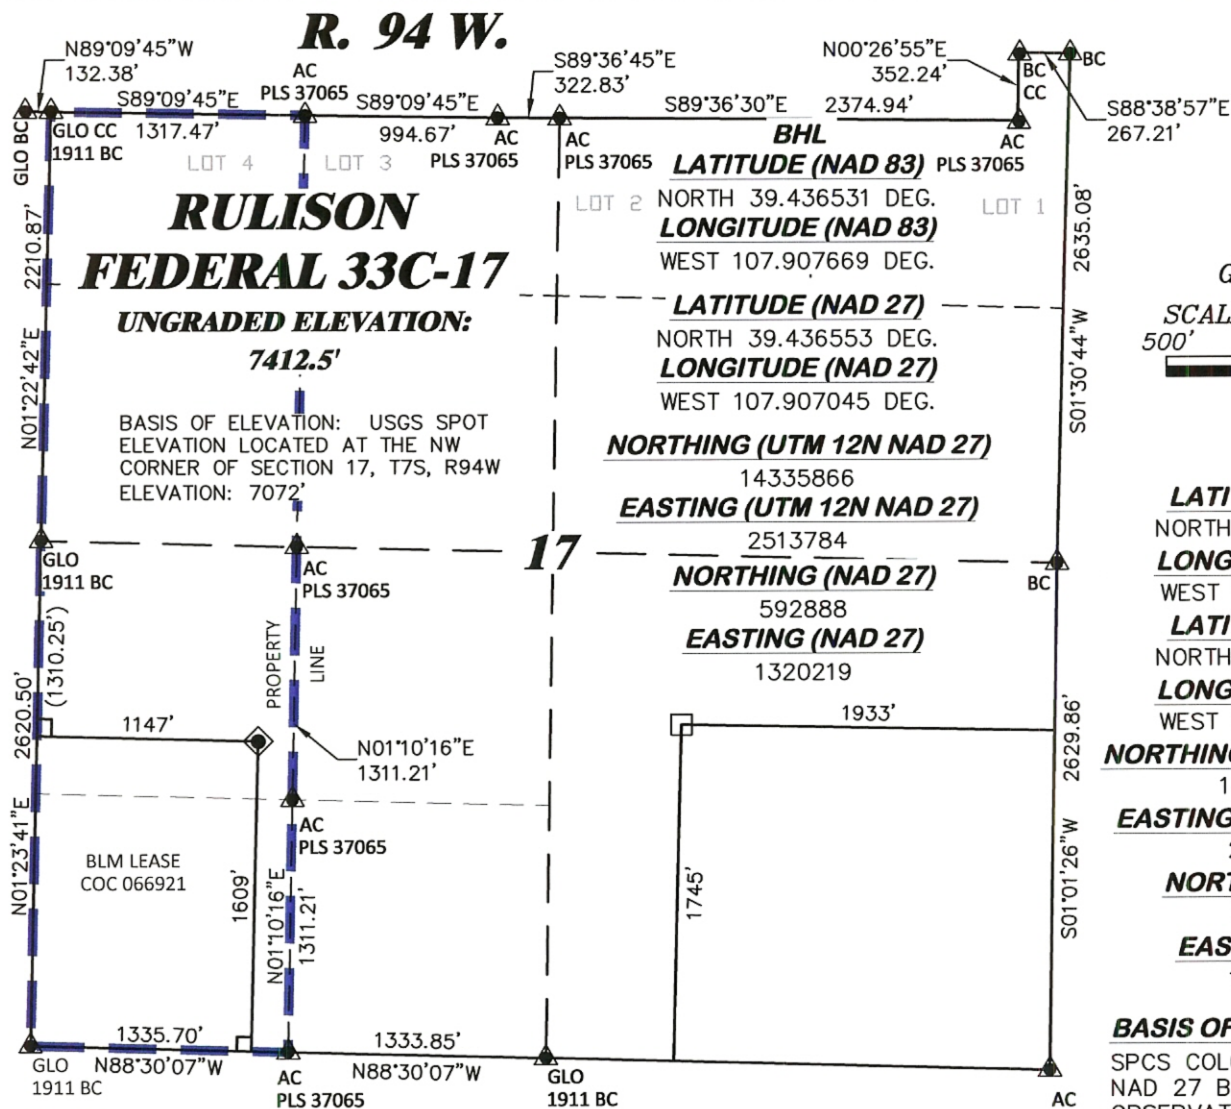 R. 94 W.
N89°09'45"W
132.38'
AC
PLS 37065
S89°36'45"E
322.83'
N00°26'55"E
352.24'
BC
CC
BC
S88°38'57"E
267.21'
GLO BC
GLO CC
1911 BC
S89°09'45"E
1317.47'
S89°09'45"E
994.67'
AC
PLS 37065
AC
PLS 37065
S89°36'30"E 2374.94'
AC
PLS 37065
LOT 4
LOT 3
LOT 2
LOT 1
RULISON
FEDERAL 33C-17
UNGRADED ELEVATION:
7412.5'
BASIS OF ELEVATION: USGS SPOT
ELEVATION LOCATED AT THE NW
CORNER OF SECTION 17, T7S, R94W
ELEVATION: 7072'
BHL
LATITUDE (NAD 83)
NORTH 39.436531 DEG.
LONGITUDE (NAD 83)
WEST 107.907669 DEG.
LATITUDE (NAD 27)
NORTH 39.436553 DEG.
LONGITUDE (NAD 27)
WEST 107.907045 DEG.
NORTHING (UTM 12N NAD 27)
14335866
EASTING (UTM 12N NAD 27)
2513784
NORTHING (NAD 27)
592888
EASTING (NAD 27)
1320219
N01°22'42"E 2210.87'
2635.08'
S01°30'44"W
17
GLO
1911 BC
AC
PLS 37065
BC
N01°23'41"E 2620.50'
(1310.25')
1147'
PROPERTY
LINE
N01°10'16"E
1311.21'
1933'
S01°01'26"W 2629.86'
AC
PLS 37065
BLM LEASE
COC 066921
1609'
N01°10'16"E
1311.21'
1745'
1335.70'
N88°30'07"W
1333.85'
N88°30'07"W
GLO
1911 BC
AC
PLS 37065
GLO
1911 BC
AC
SCAL
500'
LATI
NORTH
LONG
WEST
LATI
NORTH
LONG
WEST
NORTHING
1
EASTING
NORT
EAS
BASIS OF
SPCS COL
NAD 27 B